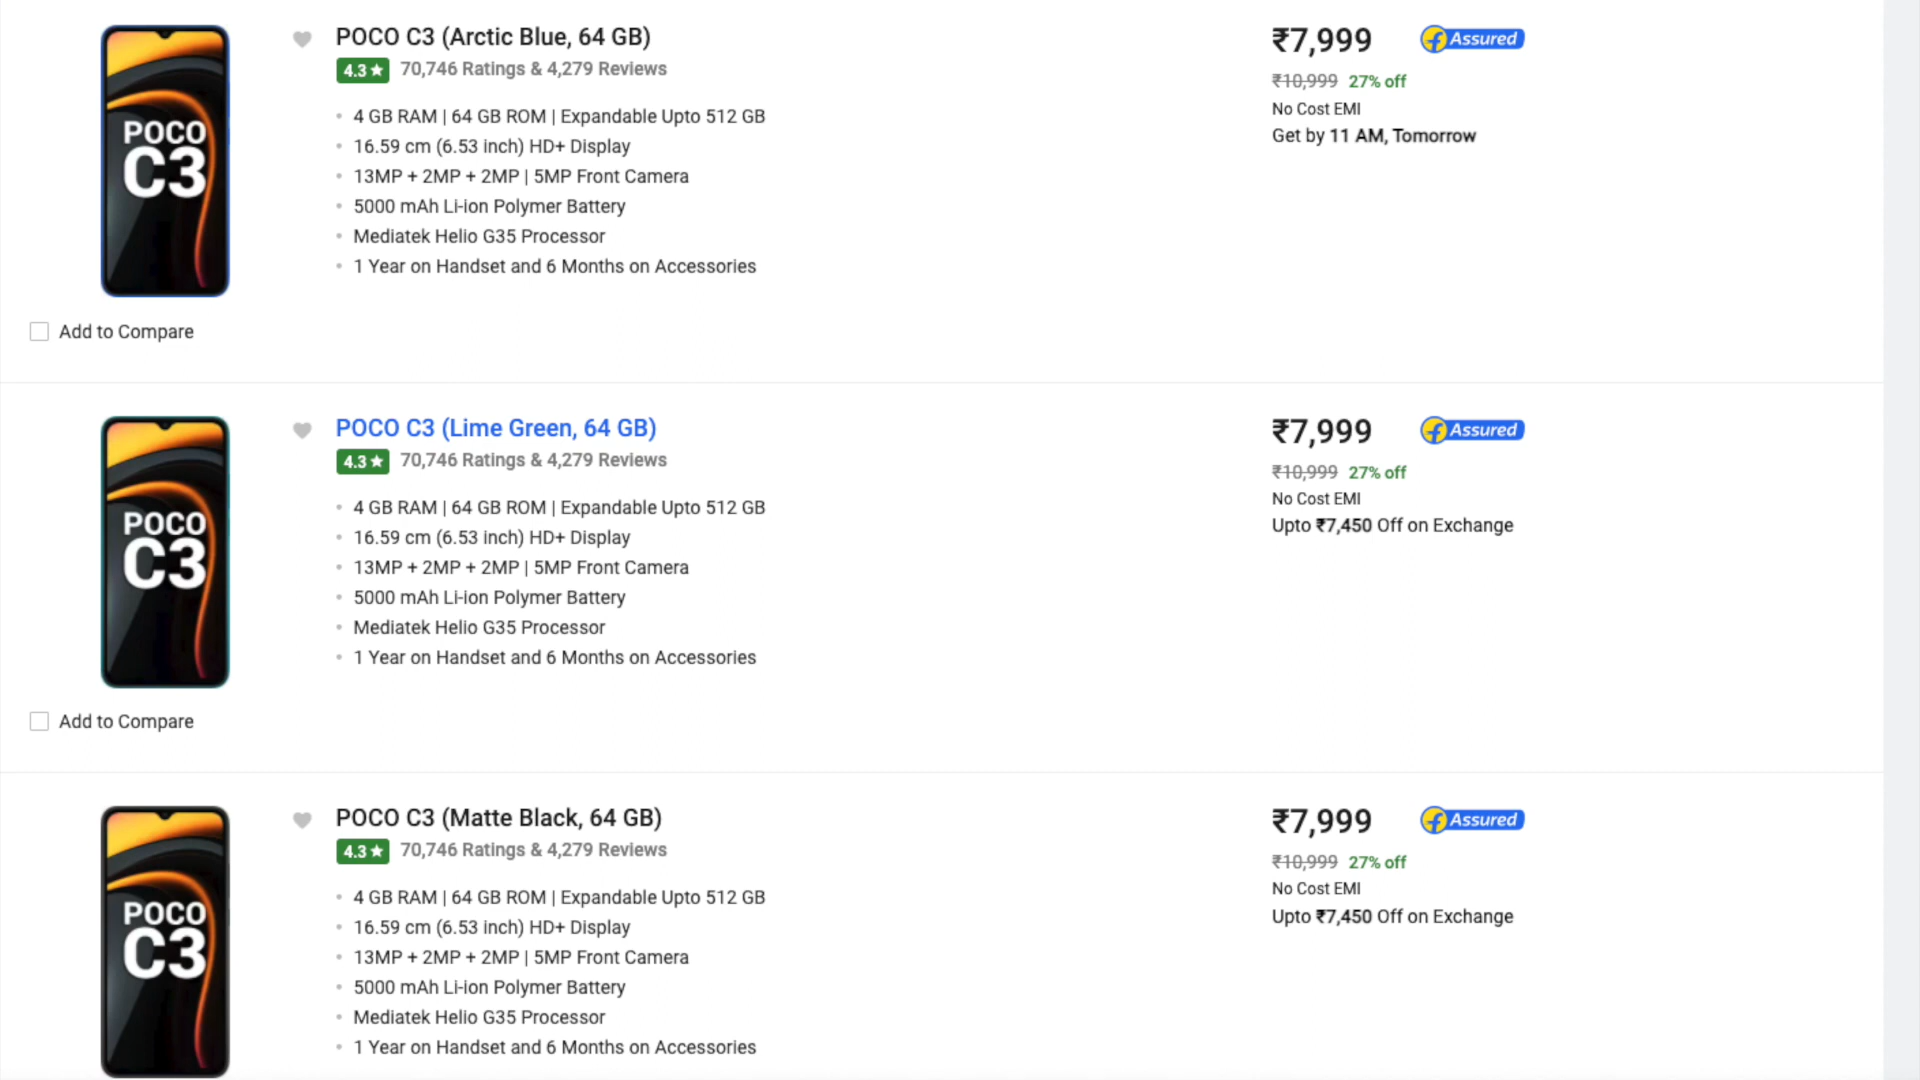 POCO C3 (Arctic Blue, 64 GB)
4.3★ 70,746 Ratings & 4,279 Reviews
4 GB RAM | 64 GB ROM | Expandable Upto 512 GB
16.59 cm (6.53 inch) HD+ Display
13MP + 2MP + 2MP | 5MP Front Camera
5000 mAh Li-ion Polymer Battery
Mediatek Helio G35 Processor
1 Year on Handset and 6 Months on Accessories
POCO
C3
Add to Compare
₹7,999 f Assured
₹10,999 27% off
No Cost EMI
Get by 11 AM, Tomorrow
POCO C3 (Lime Green, 64 GB)
4.3★ 70,746 Ratings & 4,279 Reviews
4 GB RAM | 64 GB ROM | Expandable Upto 512 GB
16.59 cm (6.53 inch) HD+ Display
13MP + 2MP + 2MP | 5MP Front Camera
5000 mAh Li-ion Polymer Battery
Mediatek Helio G35 Processor
1 Year on Handset and 6 Months on Accessories
POCO
C3
Add to Compare
₹7,999 f Assured
₹10,999 27% off
No Cost EMI
Upto ₹7,450 Off on Exchange
POCO C3 (Matte Black, 64 GB)
4.3★ 70,746 Ratings & 4,279 Reviews
4 GB RAM | 64 GB ROM | Expandable Upto 512 GB
16.59 cm (6.53 inch) HD+ Display
13MP + 2MP + 2MP | 5MP Front Camera
5000 mAh Li-ion Polymer Battery
Mediatek Helio G35 Processor
1 Year on Handset and 6 Months on Accessories
POCO
C3
₹7,999 f Assured
₹10,999 27% off
No Cost EMI
Upto ₹7,450 Off on Exchange